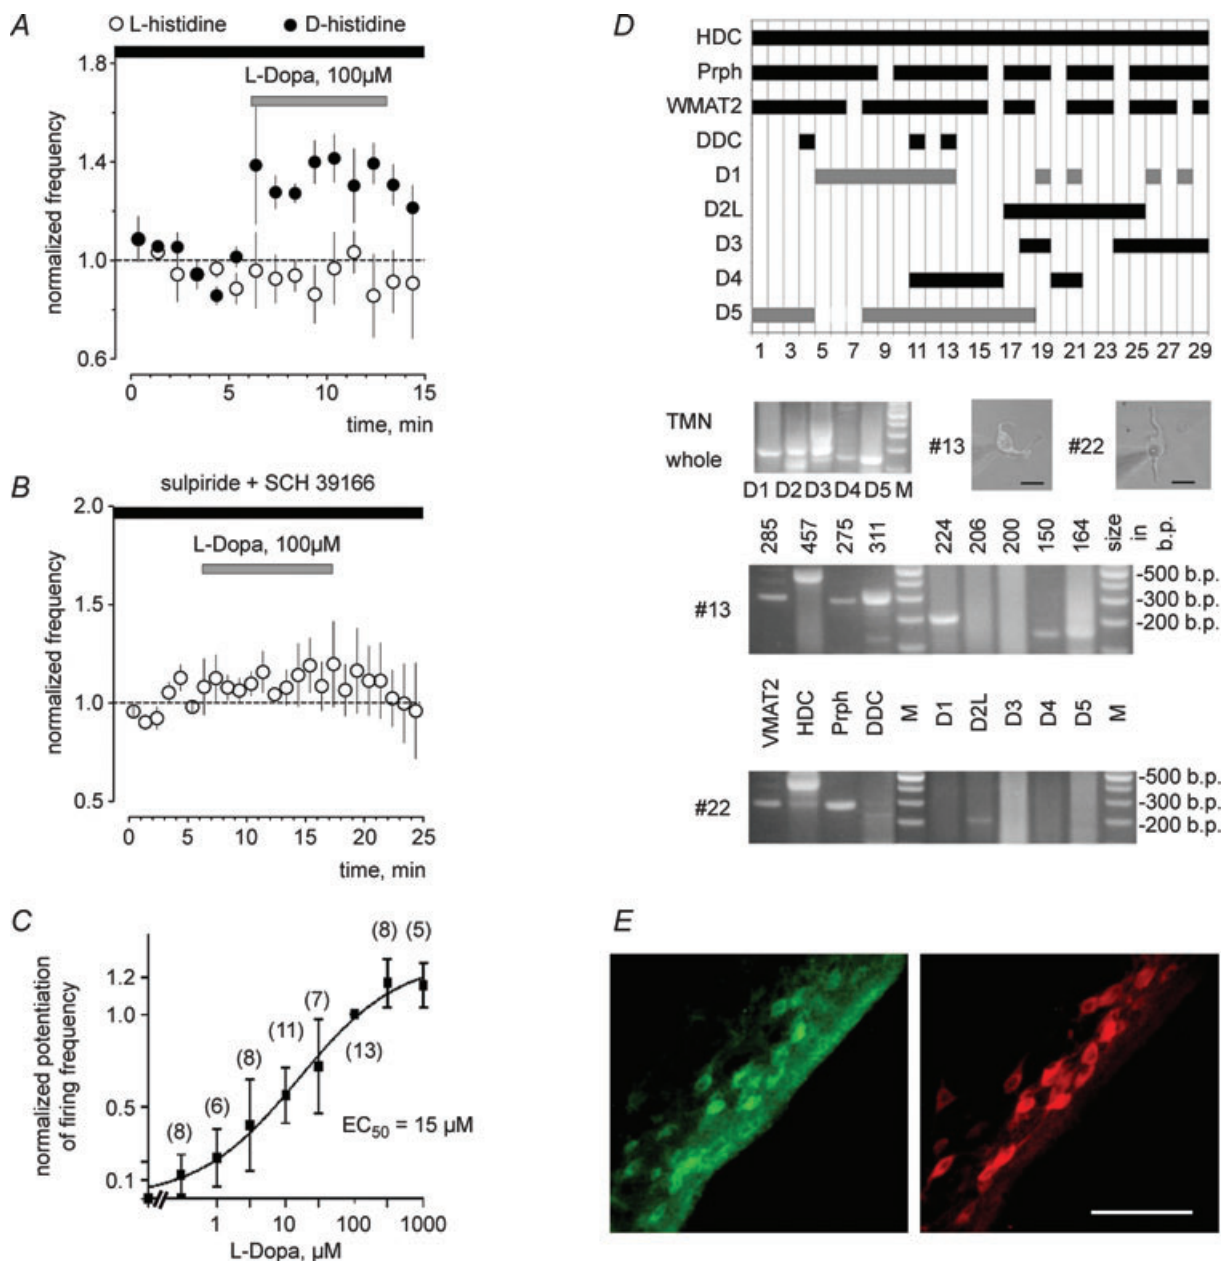 A
L-histidine D-histidine
L-Dopa, 100µM
normalized frequency
1.8
1.4
1.0
0.6
0 5 10 15
time, min
B
sulpiride + SCH 39166
L-Dopa, 100µM
normalized frequency
2.0
1.5
1.0
0.5
0 5 10 15 20 25
time, min
C
normalized potentiation
of firing frequency
1.2
1.0
0.5
0.1
(8) (6) (8) (11) (7) (13) (8) (5)
EC50 = 15 µM
1 10 100 1000
L-Dopa, µM
D
HDC
Prph
WMAT2
DDC
D1
D2L
D3
D4
D5
1 3 5 7 9 11 13 15 17 19 21 23 25 27 29
TMN
whole
D1 D2 D3 D4 D5 M
#13
#22
285 457 275 311 224 206 200 150 164 size
in
b.p.
#13
-500 b.p.
-300 b.p.
-200 b.p.
VMAT2 HDC Prph DDC M D1 D2L D3 D4 D5 M
#22
-500 b.p.
-300 b.p.
-200 b.p.
E